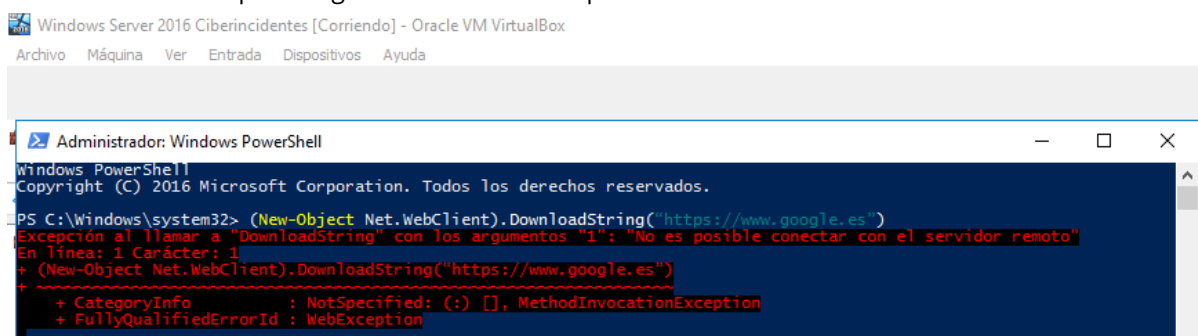 Windows Server 2016 Ciberincidentes [Corriendo] - Oracle VM VirtualBox
Archivo Máquina Ver Entrada Dispositivos Ayuda
Administrador: Windows PowerShell
Windows PowerShell
Copyright (C) 2016 Microsoft Corporation. Todos los derechos reservados.
PS C:\Windows\system32> (New-Object Net.WebClient).DownloadString("https://www.google.es")
Excepción al llamar a "DownloadString" con los argumentos "1": "No es posible conectar con el servidor remoto"
En línea: 1 Carácter: 1
+ (New-Object Net.WebClient).DownloadString("https://www.google.es")
+ ~~~~~~~~~~~~~~~~~~~~~~~~~~~~~~~~~~~~~~~~~~~~~~~~~~~~~~~~~~~~~~~~~~
+ CategoryInfo : NotSpecified: (:) [], MethodInvocationException
+ FullyQualifiedErrorId : WebException